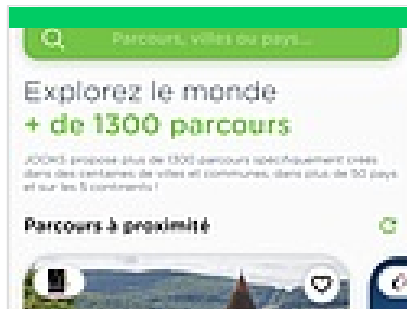 Parcours, villes ou pays...
Explorez le monde
+ de 1300 parcours
JOOKS propose plus de 1300 parcours spécifiquement créés
dans des centaines de villes et communes, dans plus de 50 pays
et sur les 5 continents !
Parcours à proximité